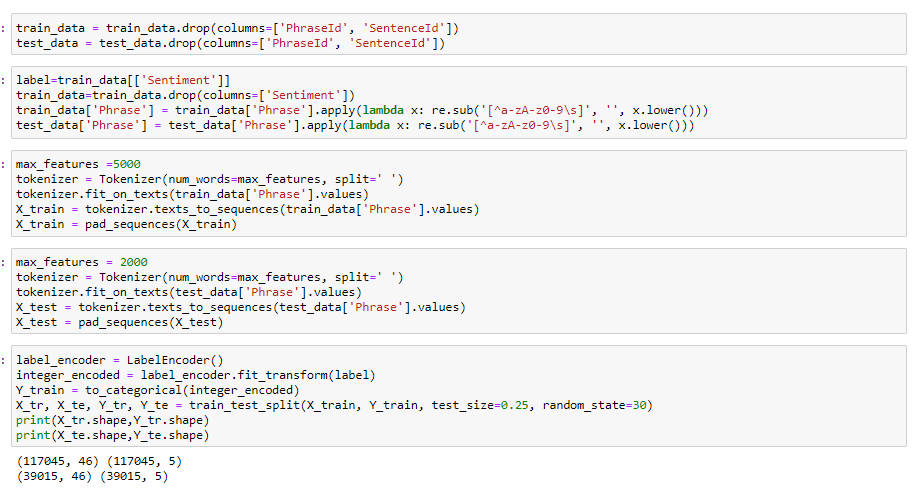 train_data = train_data.drop(columns=['PhraseId', 'SentenceId'])
test_data = test_data.drop(columns=['PhraseId', 'SentenceId'])
label=train_data[['Sentiment']]
train_data=train_data.drop(columns=['Sentiment'])
train_data['Phrase'] = train_data['Phrase'].apply(lambda x: re.sub('[^a-zA-z0-9\s]', '', x.lower()))
test_data['Phrase'] = test_data['Phrase'].apply(lambda x: re.sub('[^a-zA-z0-9\s]', '', x.lower()))
max_features =5000
tokenizer = Tokenizer(num_words=max_features, split=' ')
tokenizer.fit_on_texts(train_data['Phrase'].values)
X_train = tokenizer.texts_to_sequences(train_data['Phrase'].values)
X_train = pad_sequences(X_train)
max_features = 2000
tokenizer = Tokenizer(num_words=max_features, split=' ')
tokenizer.fit_on_texts(test_data['Phrase'].values)
X_test = tokenizer.texts_to_sequences(test_data['Phrase'].values)
X_test = pad_sequences(X_test)
label_encoder = LabelEncoder()
integer_encoded = label_encoder.fit_transform(label)
Y_train = to_categorical(integer_encoded)
X_tr, X_te, Y_tr, Y_te = train_test_split(X_train, Y_train, test_size=0.25, random_state=30)
print(X_tr.shape,Y_tr.shape)
print(X_te.shape,Y_te.shape)
(117045, 46) (117045, 5)
(39015, 46) (39015, 5)